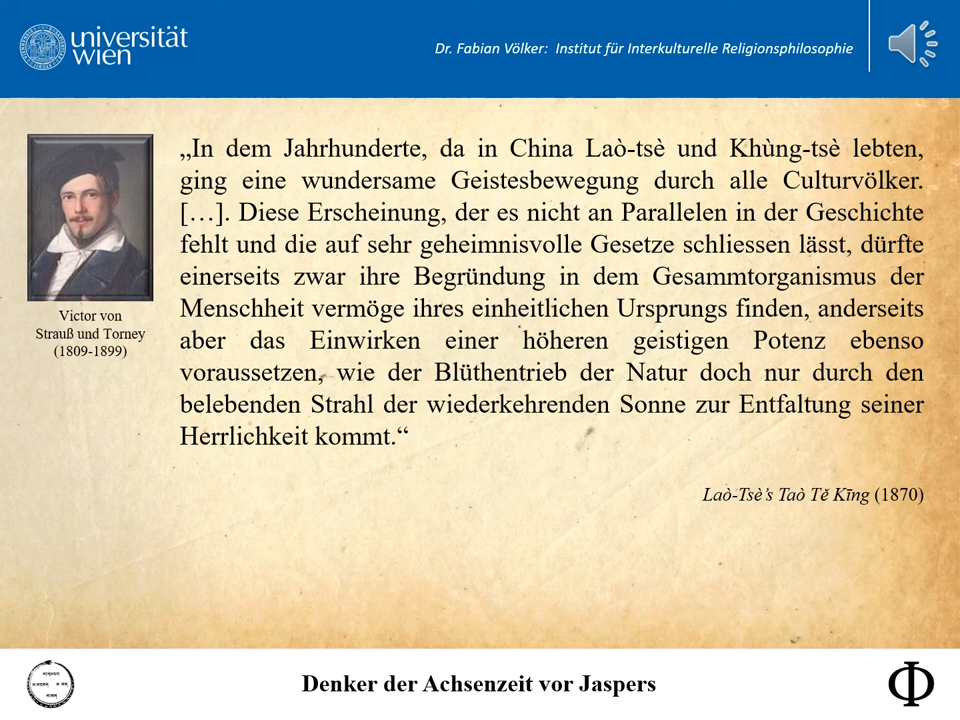 universität
wien
Dr. Fabian Völker: Institut für Interkulturelle Religionsphilosophie
„In dem Jahrhunderte, da in China Laò-tsè und Khùng-tsè lebten,
ging eine wundersame Geistesbewegung durch alle Culturvölker.
[…]. Diese Erscheinung, der es nicht an Parallelen in der Geschichte
fehlt und die auf sehr geheimnisvolle Gesetze schliessen lässt, dürfte
einerseits zwar ihre Begründung in dem Gesammtorganismus der
Menschheit vermöge ihres einheitlichen Ursprungs finden, anderseits
aber das Einwirken einer höheren geistigen Potenz ebenso
voraussetzen, wie der Blüthentrieb der Natur doch nur durch den
belebenden Strahl der wiederkehrenden Sonne zur Entfaltung seiner
Herrlichkeit kommt.“
Victor von
Strauß und Torney
(1809-1899)
Laò-Tsè’s Taò Tĕ Kīng (1870)
Denker der Achsenzeit vor Jaspers
Φ